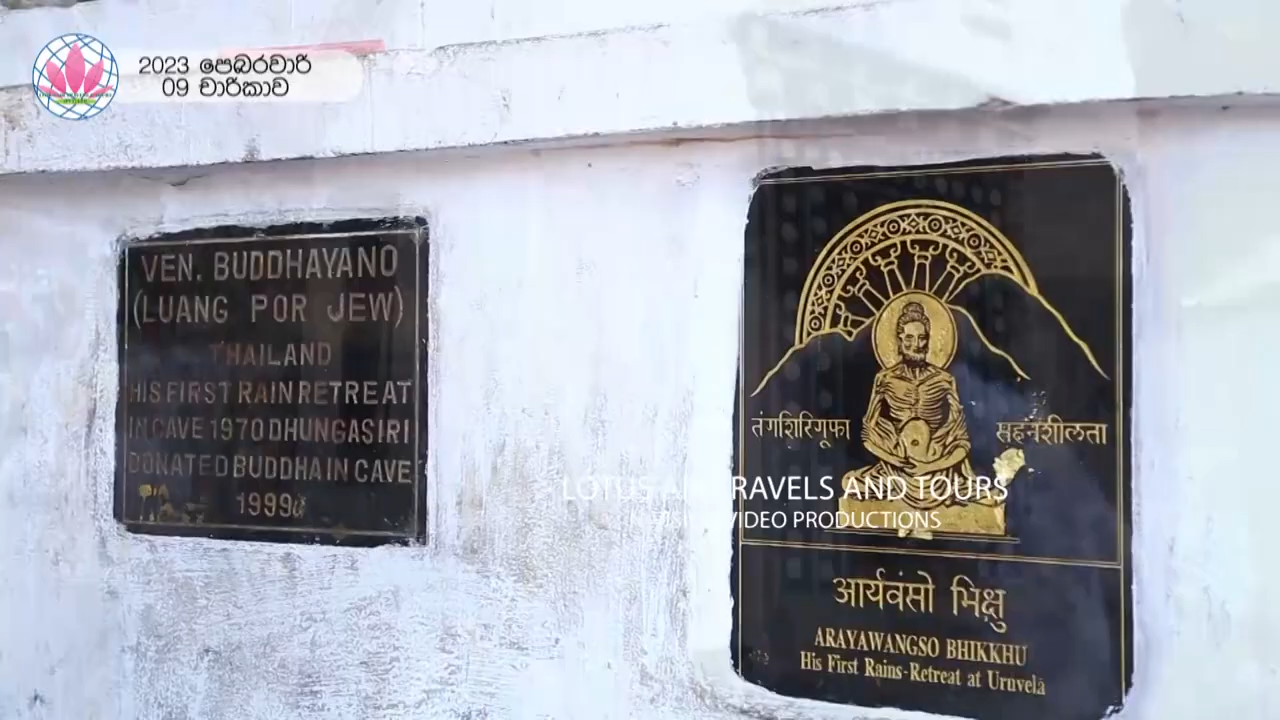 2023 පෙබරවාරි
09 චාරිකාව
VEN. BUDDHAYANO
(LUANG POR JEW)
THAILAND
HIS FIRST RAIN RETREAT
IN CAVE 1970 DHUNGASIRI
DONATED BUDDHA IN CAVE
1999
तंगशिरिगूफा
सहनशीलता
LOTUS AIR TRAVELS AND TOURS
VIDEO PRODUCTIONS
आर्यवंसो भिक्षु
ARAYAWANGSO BHIKKHU
His First Rains-Retreat at Uruvelā